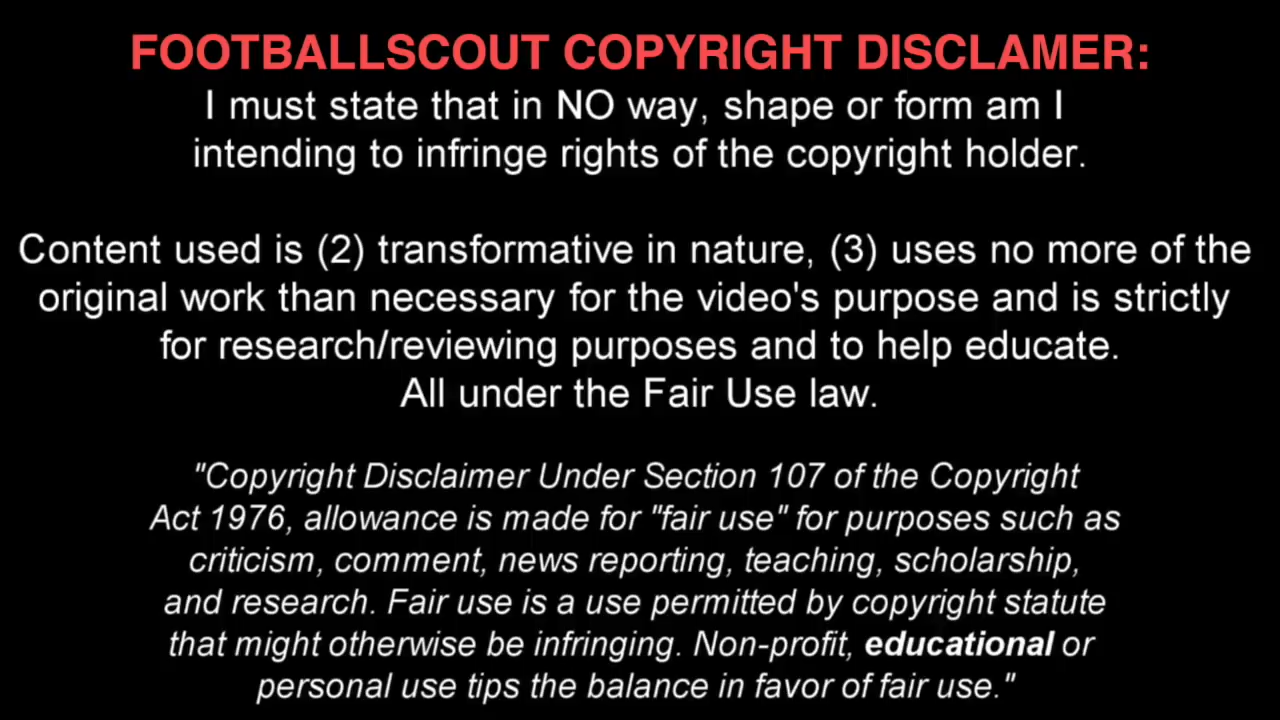 FOOTBALLSCOUT COPYRIGHT DISCLAMER:
I must state that in NO way, shape or form am I
intending to infringe rights of the copyright holder.
Content used is (2) transformative in nature, (3) uses no more of the
original work than necessary for the video's purpose and is strictly
for research/reviewing purposes and to help educate.
All under the Fair Use law.
"Copyright Disclaimer Under Section 107 of the Copyright
Act 1976, allowance is made for "fair use" for purposes such as
criticism, comment, news reporting, teaching, scholarship,
and research. Fair use is a use permitted by copyright statute
that might otherwise be infringing. Non-profit, educational or
personal use tips the balance in favor of fair use."